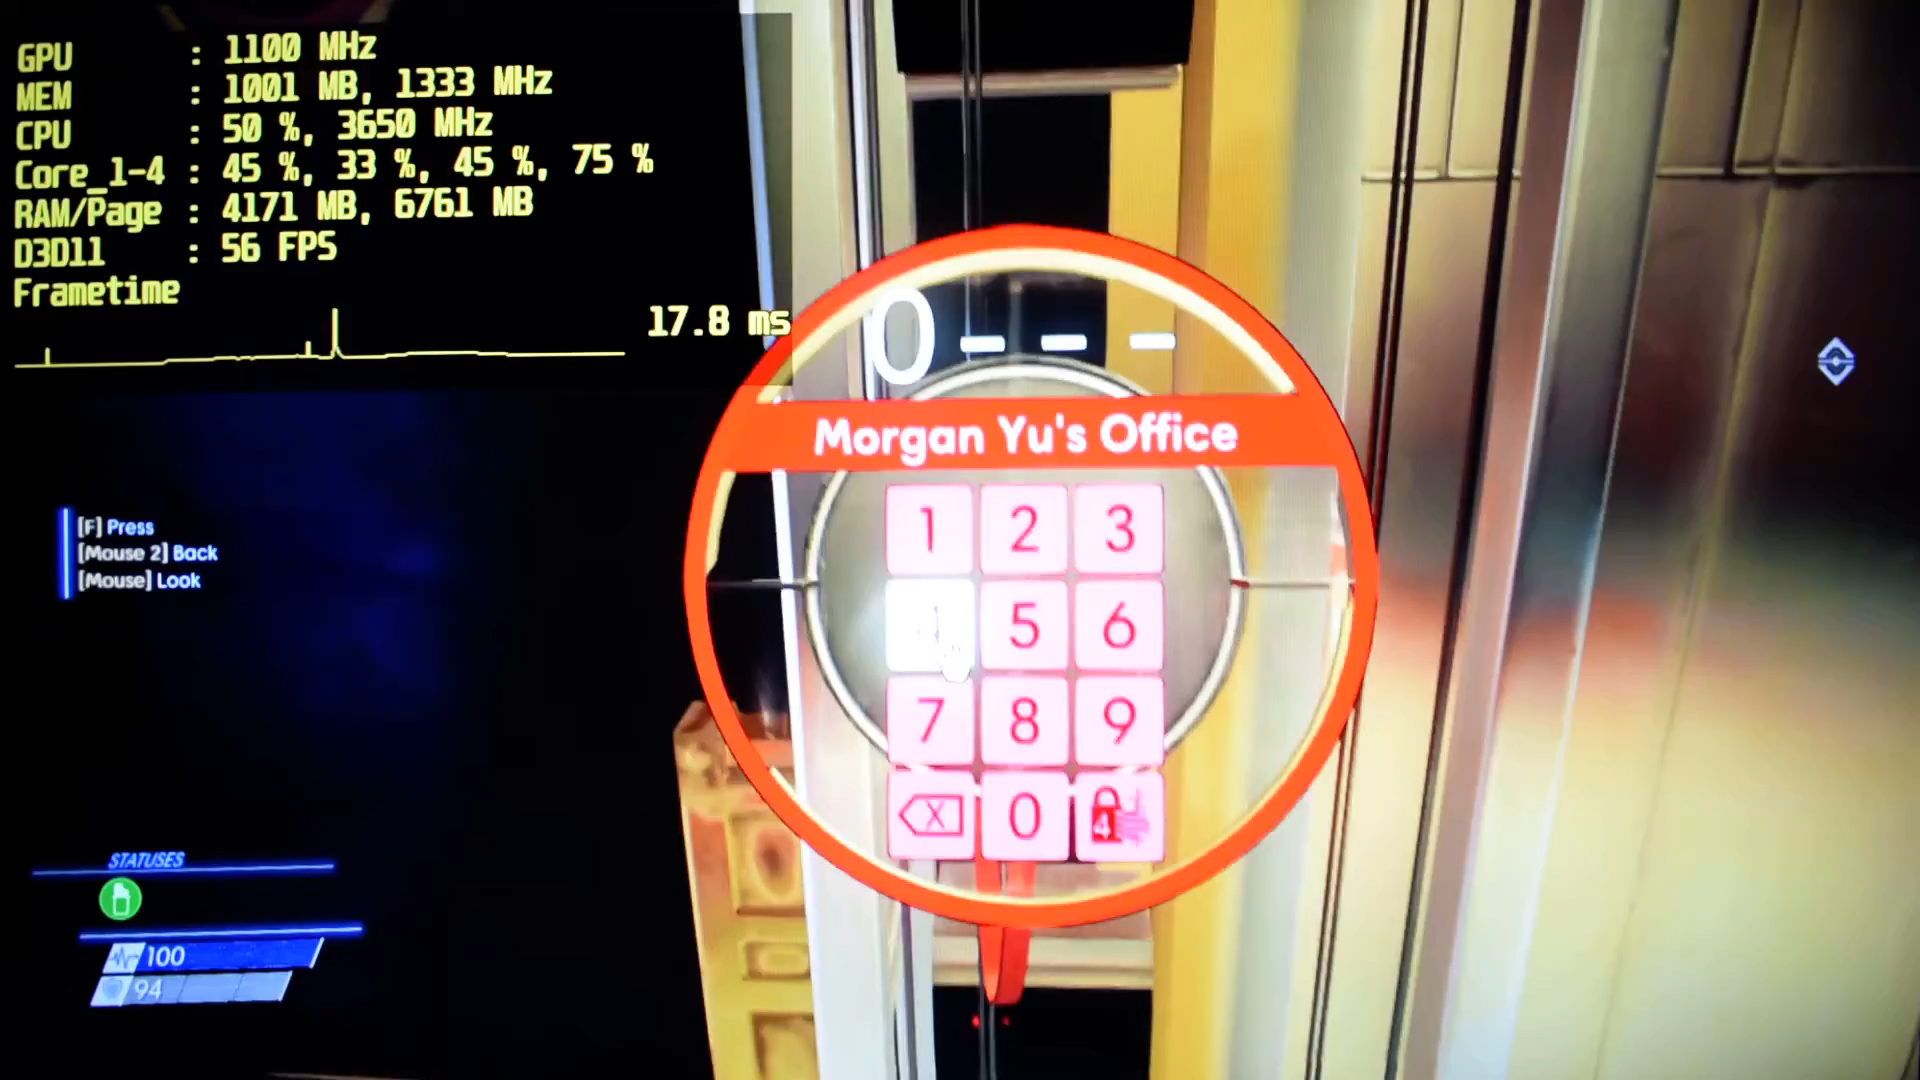 GPU : 1100 MHz
MEM : 1001 MB, 1333 MHz
CPU : 50 %, 3650 MHz
Core_1-4 : 45 %, 33 %, 45 %, 75 %
RAM/Page : 4171 MB, 6761 MB
D3D11 : 56 FPS
Frametime
17.8 ms
0 _ _ _
Morgan Yu's Office
1 2 3
4 5 6
7 8 9
X 0 4
[F] Press
[Mouse 2] Back
[Mouse] Look
STATUSES
100
94